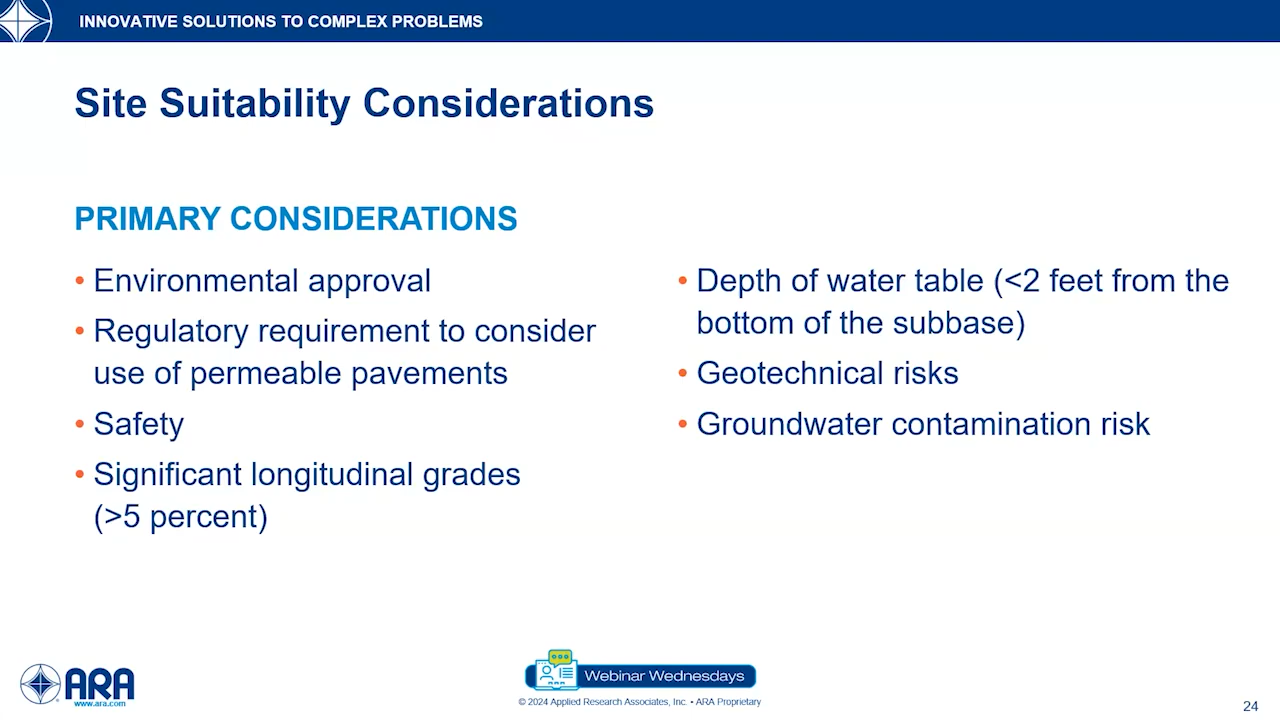 INNOVATIVE SOLUTIONS TO COMPLEX PROBLEMS
Site Suitability Considerations
PRIMARY CONSIDERATIONS
• Environmental approval
• Regulatory requirement to consider
use of permeable pavements
• Safety
• Significant longitudinal grades
(>5 percent)
• Depth of water table (<2 feet from the
bottom of the subbase)
• Geotechnical risks
• Groundwater contamination risk
ARA
www.ara.com
Webinar Wednesdays
© 2024 Applied Research Associates, Inc. • ARA Proprietary
24